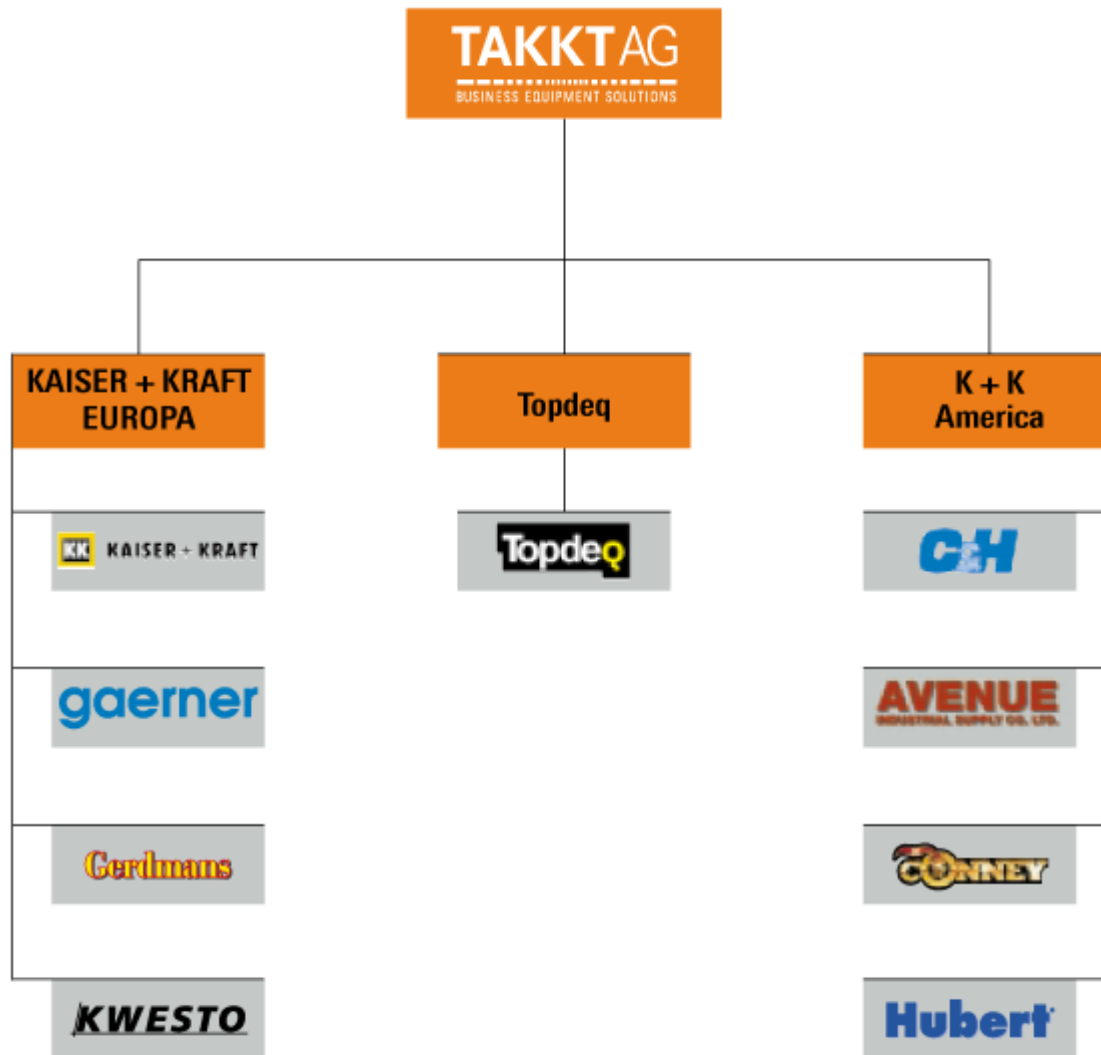 TAKKT AG
BUSINESS EQUIPMENT SOLUTIONS
KAISER + KRAFT
EUROPA
Topdeq
K + K
America
KK KAISER + KRAFT
Topdeq
C&H
gaerner
AVENUE
INDUSTRIAL SUPPLY CO. LTD.
Gerdmans
CONNEY
KWESTO
Hubert